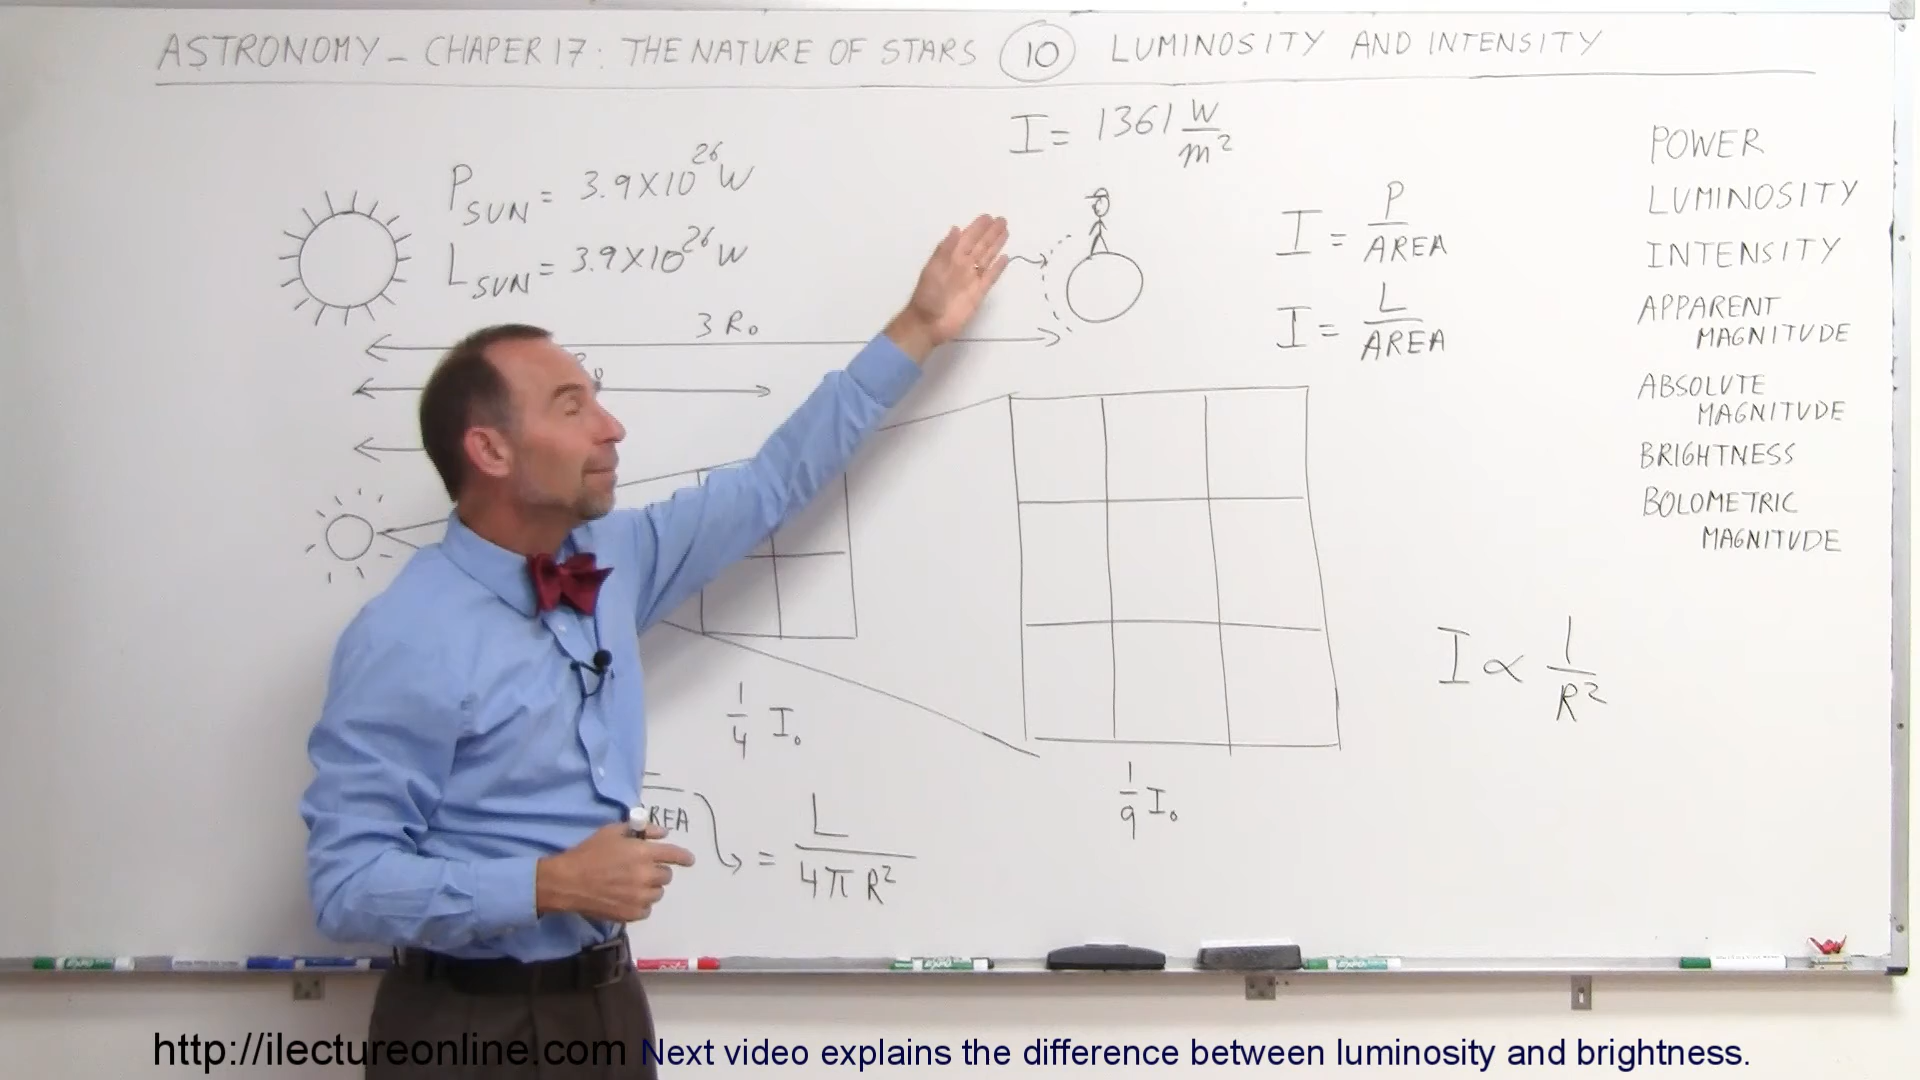 ASTRONOMY - CHAPER 17: THE NATURE OF STARS 10 LUMINOSITY AND INTENSITY
I = 1361 W/m²
P SUN = 3.9X10²⁶ W
L SUN = 3.9X10²⁶ W
I = P/AREA
I = L/AREA
3 R₀
POWER
LUMINOSITY
INTENSITY
APPARENT
MAGNITUDE
ABSOLUTE
MAGNITUDE
BRIGHTNESS
BOLOMETRIC
MAGNITUDE
I ∝ 1/R²
1/4 I₀
1/9 I₀
= L/4πR²
http://ilectureonline.com Next video explains the difference between luminosity and brightness.